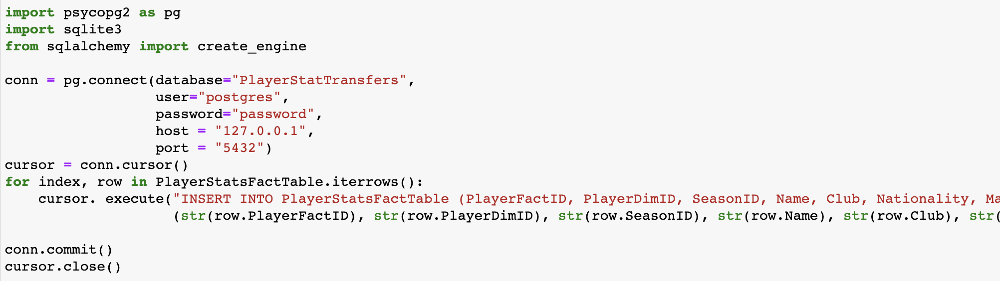 import psycopg2 as pg
import sqlite3
from sqlalchemy import create_engine
conn = pg.connect(database="PlayerStatTransfers",
user="postgres",
password="password",
host = "127.0.0.1",
port = "5432")
cursor = conn.cursor()
for index, row in PlayerStatsFactTable.iterrows():
cursor. execute("INSERT INTO PlayerStatsFactTable (PlayerFactID, PlayerDimID, SeasonID, Name, Club, Nationality, Ma
(str(row.PlayerFactID), str(row.PlayerDimID), str(row.SeasonID), str(row.Name), str(row.Club), str(
conn.commit()
cursor.close()